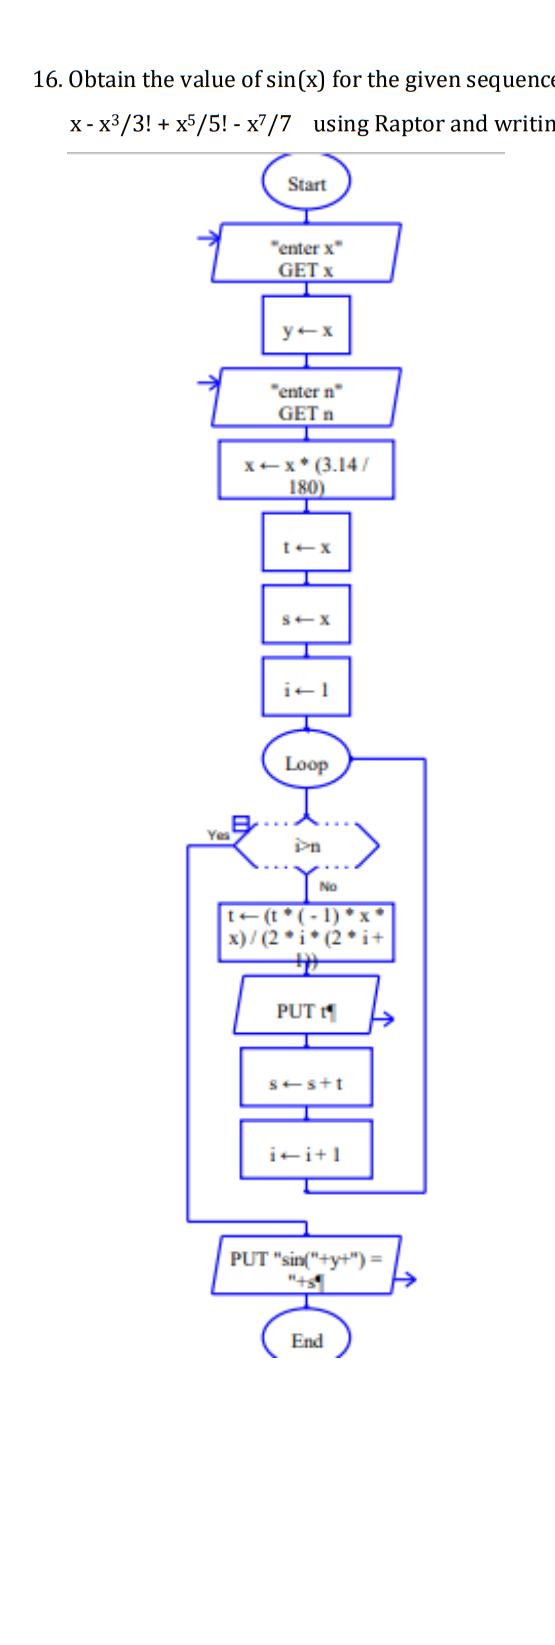 16. Obtain the value of sin(x) for the given sequence
x - x³/3! + x⁵/5! - x⁷/7 using Raptor and writin
Start
"enter x"
GET x
y ← x
"enter n"
GET n
x ← x * (3.14 /
180)
t ← x
s ← x
i ← 1
Loop
Yes
i>n
No
t ← (t * ( - 1) * x *
x) / (2 * i * (2 * i +
1))
PUT t¶
s ← s + t
i ← i + 1
PUT "sin("+y+") =
"+s¶
End